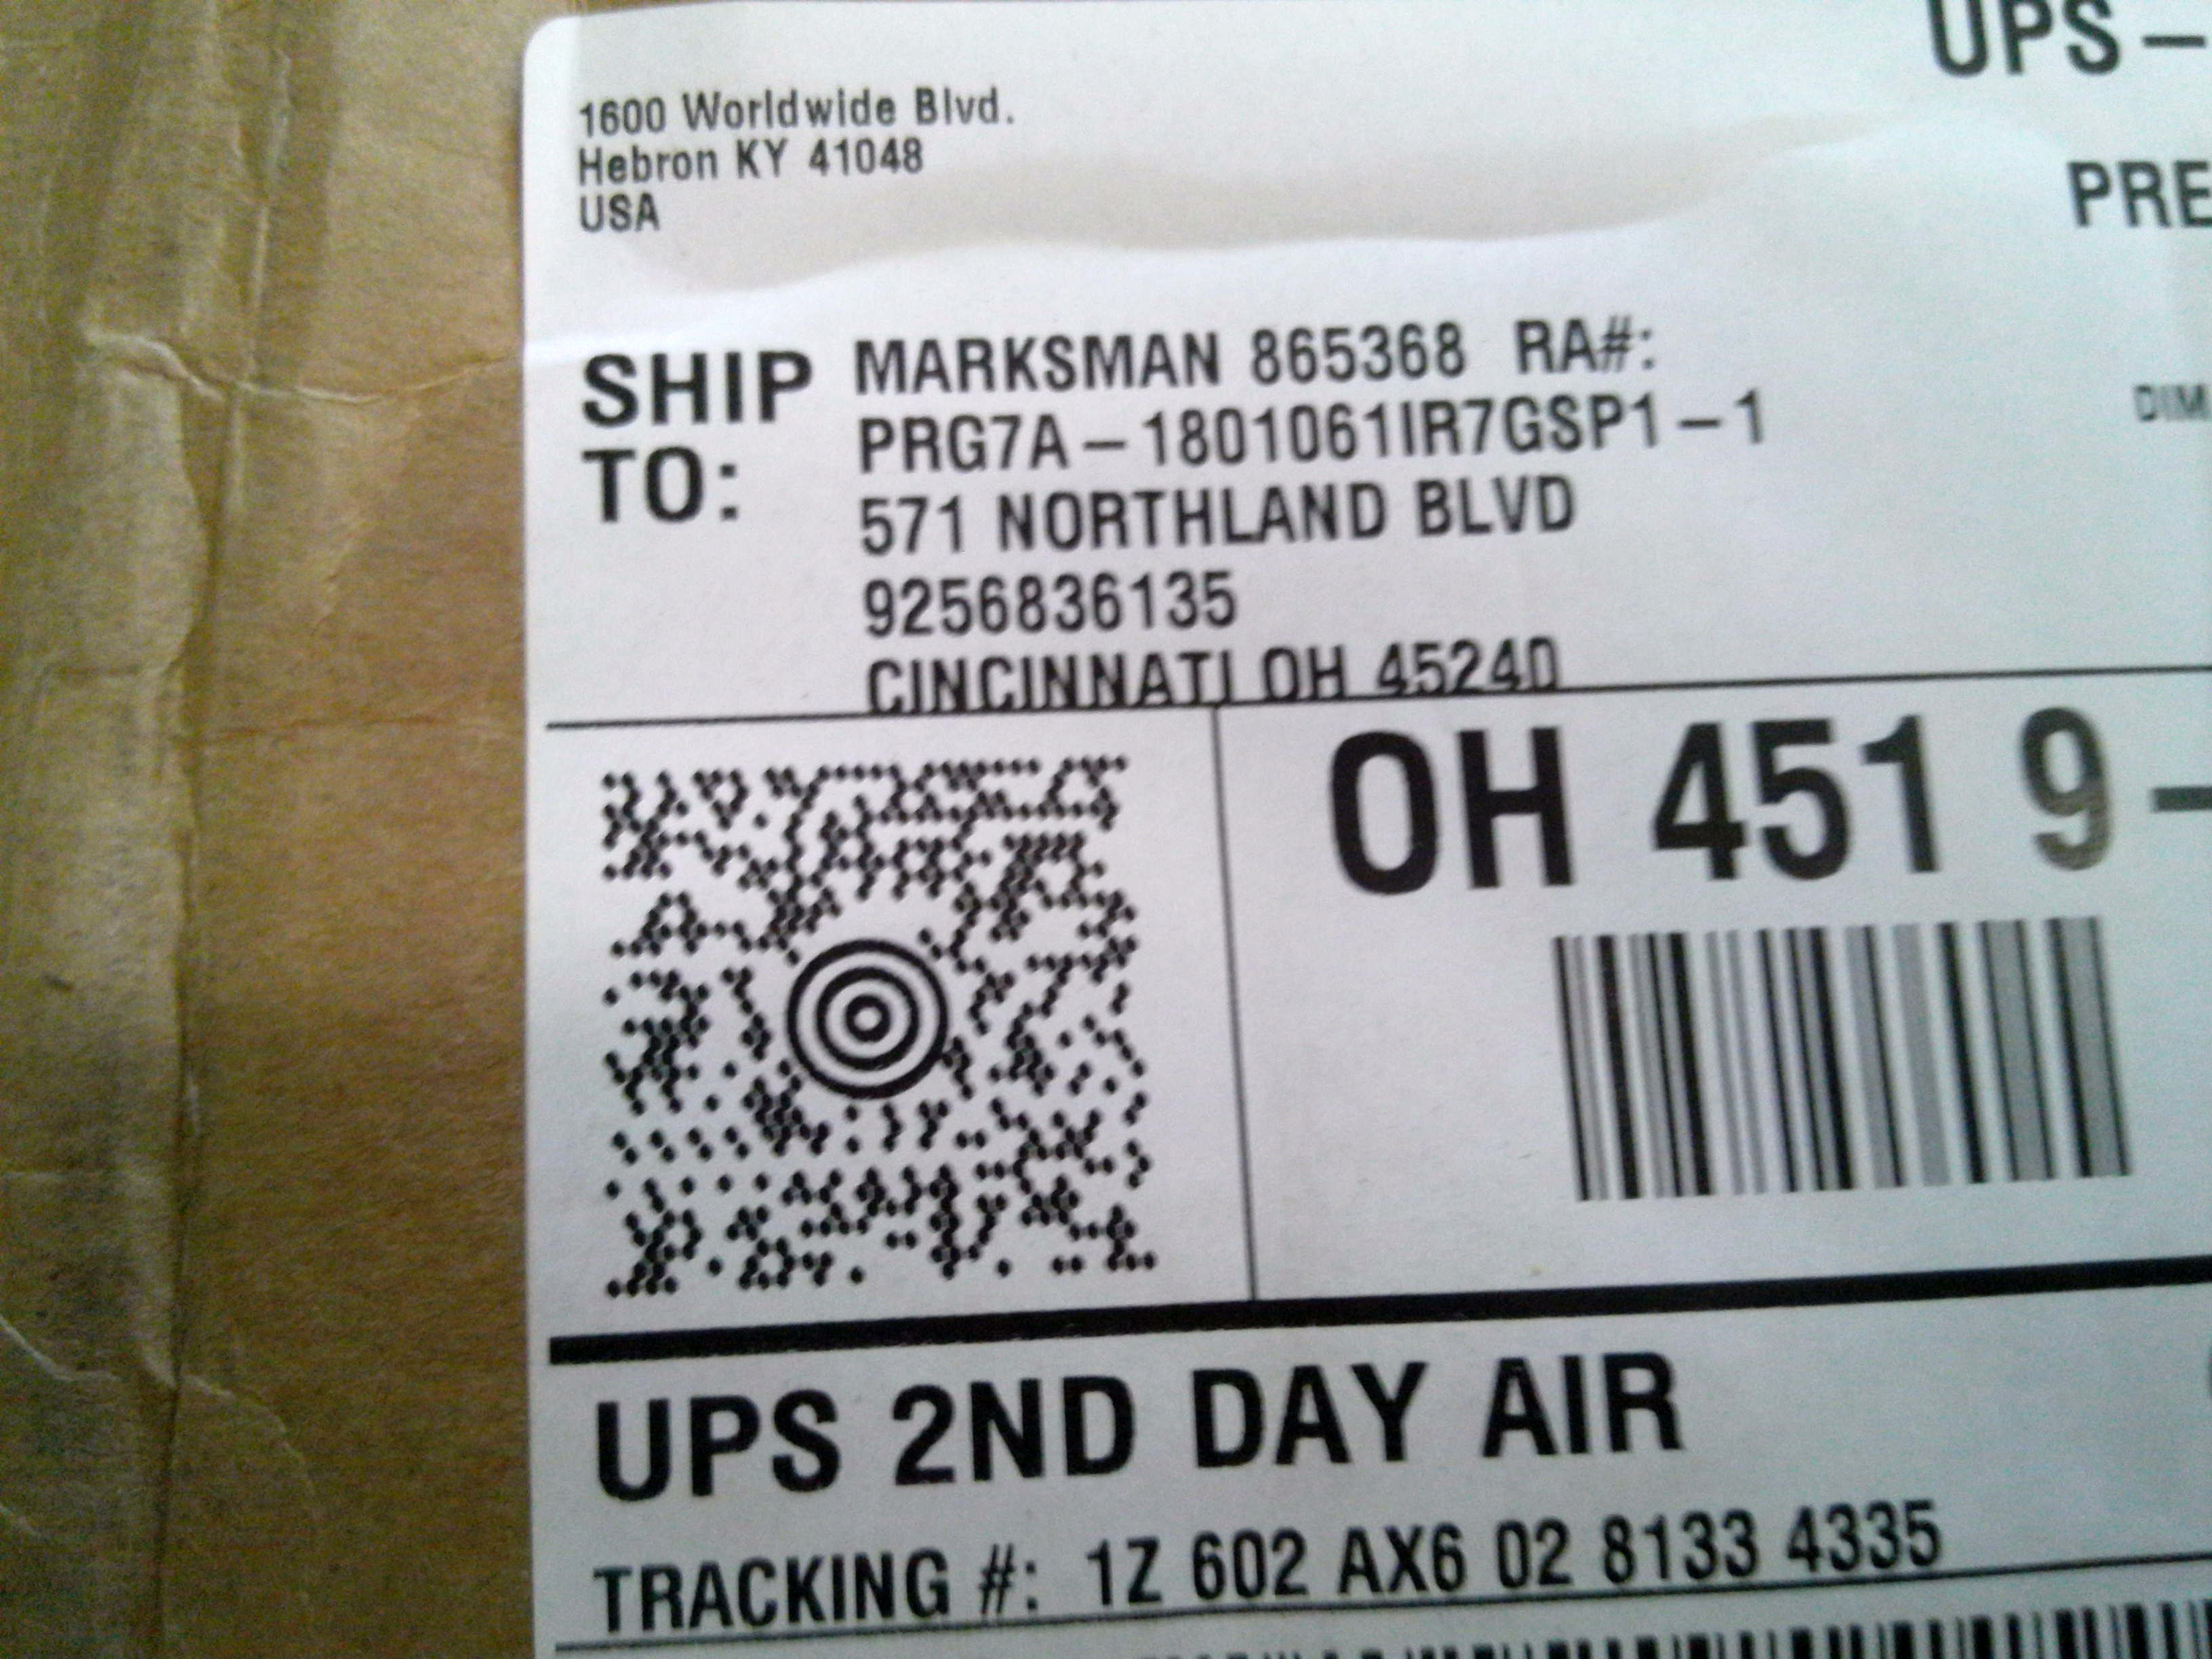 UPS –
1600 Worldwide Blvd.
Hebron KY 41048
USA
PRE
DIM
SHIP TO:
MARKSMAN 865368 RA#:
PRG7A – 1801061IR7GSP1 – 1
571 NORTHLAND BLVD
9256836135
CINCINNATI OH 45240
OH 451 9 –
UPS 2ND DAY AIR
TRACKING #: 1Z 602 AX6 02 8133 4335